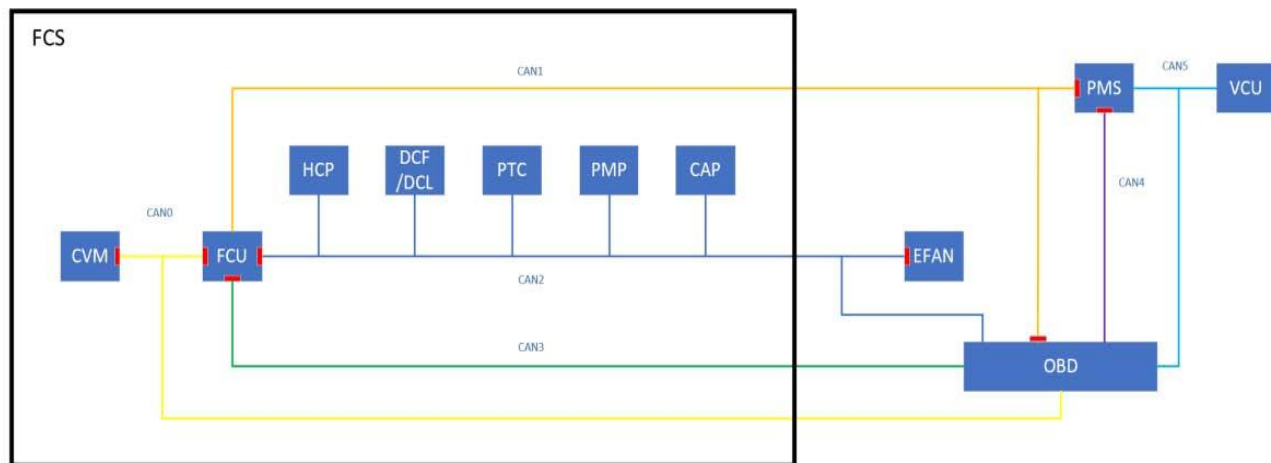 FCS
CAN1
PMS
CAN5
VCU
HCP
DCF
/DCL
PTC
PMP
CAP
CAN4
CAN0
CVM
FCU
EFAN
CAN2
CAN3
OBD